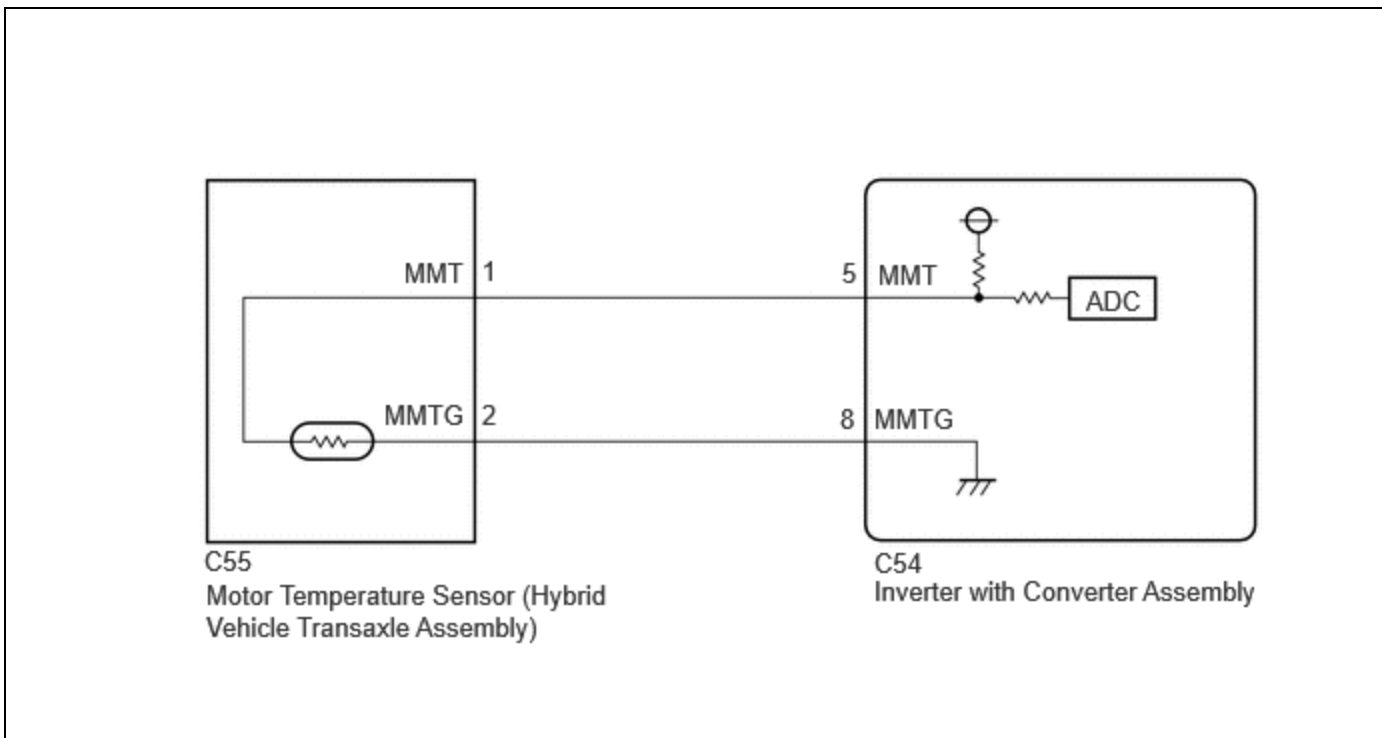 MMT 1
5 MMT
ADC
MMTG 2
8 MMTG
C55
Motor Temperature Sensor (Hybrid
Vehicle Transaxle Assembly)
C54
Inverter with Converter Assembly